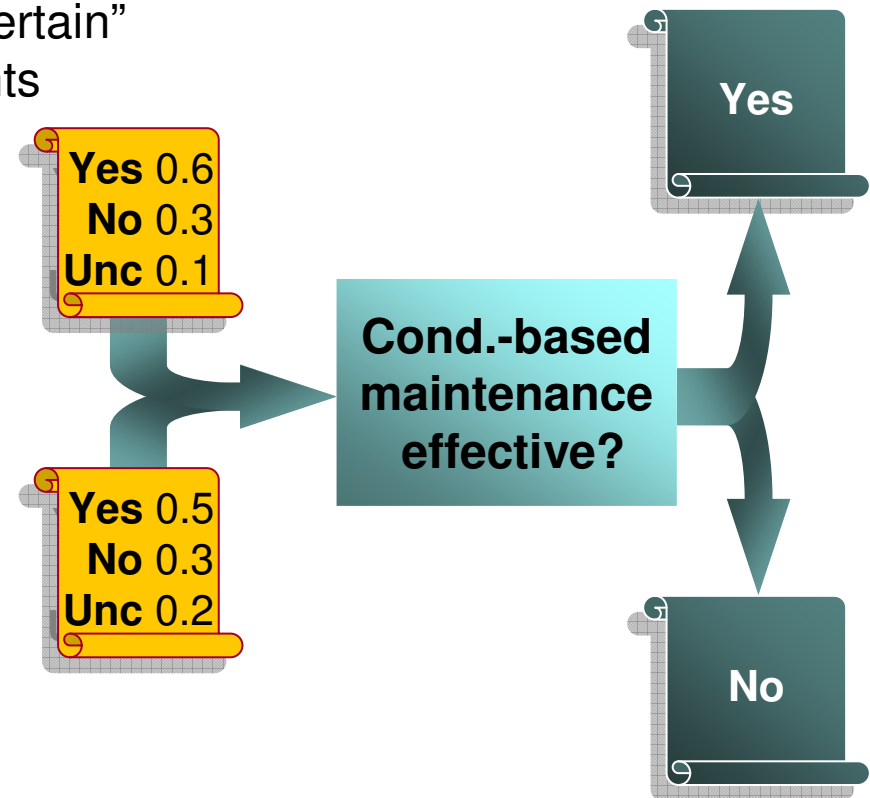 ertain”
nts
Yes 0.6
No 0.3
Unc 0.1
Cond.-based
maintenance
effective?
Yes 0.5
No 0.3
Unc 0.2
Yes
No